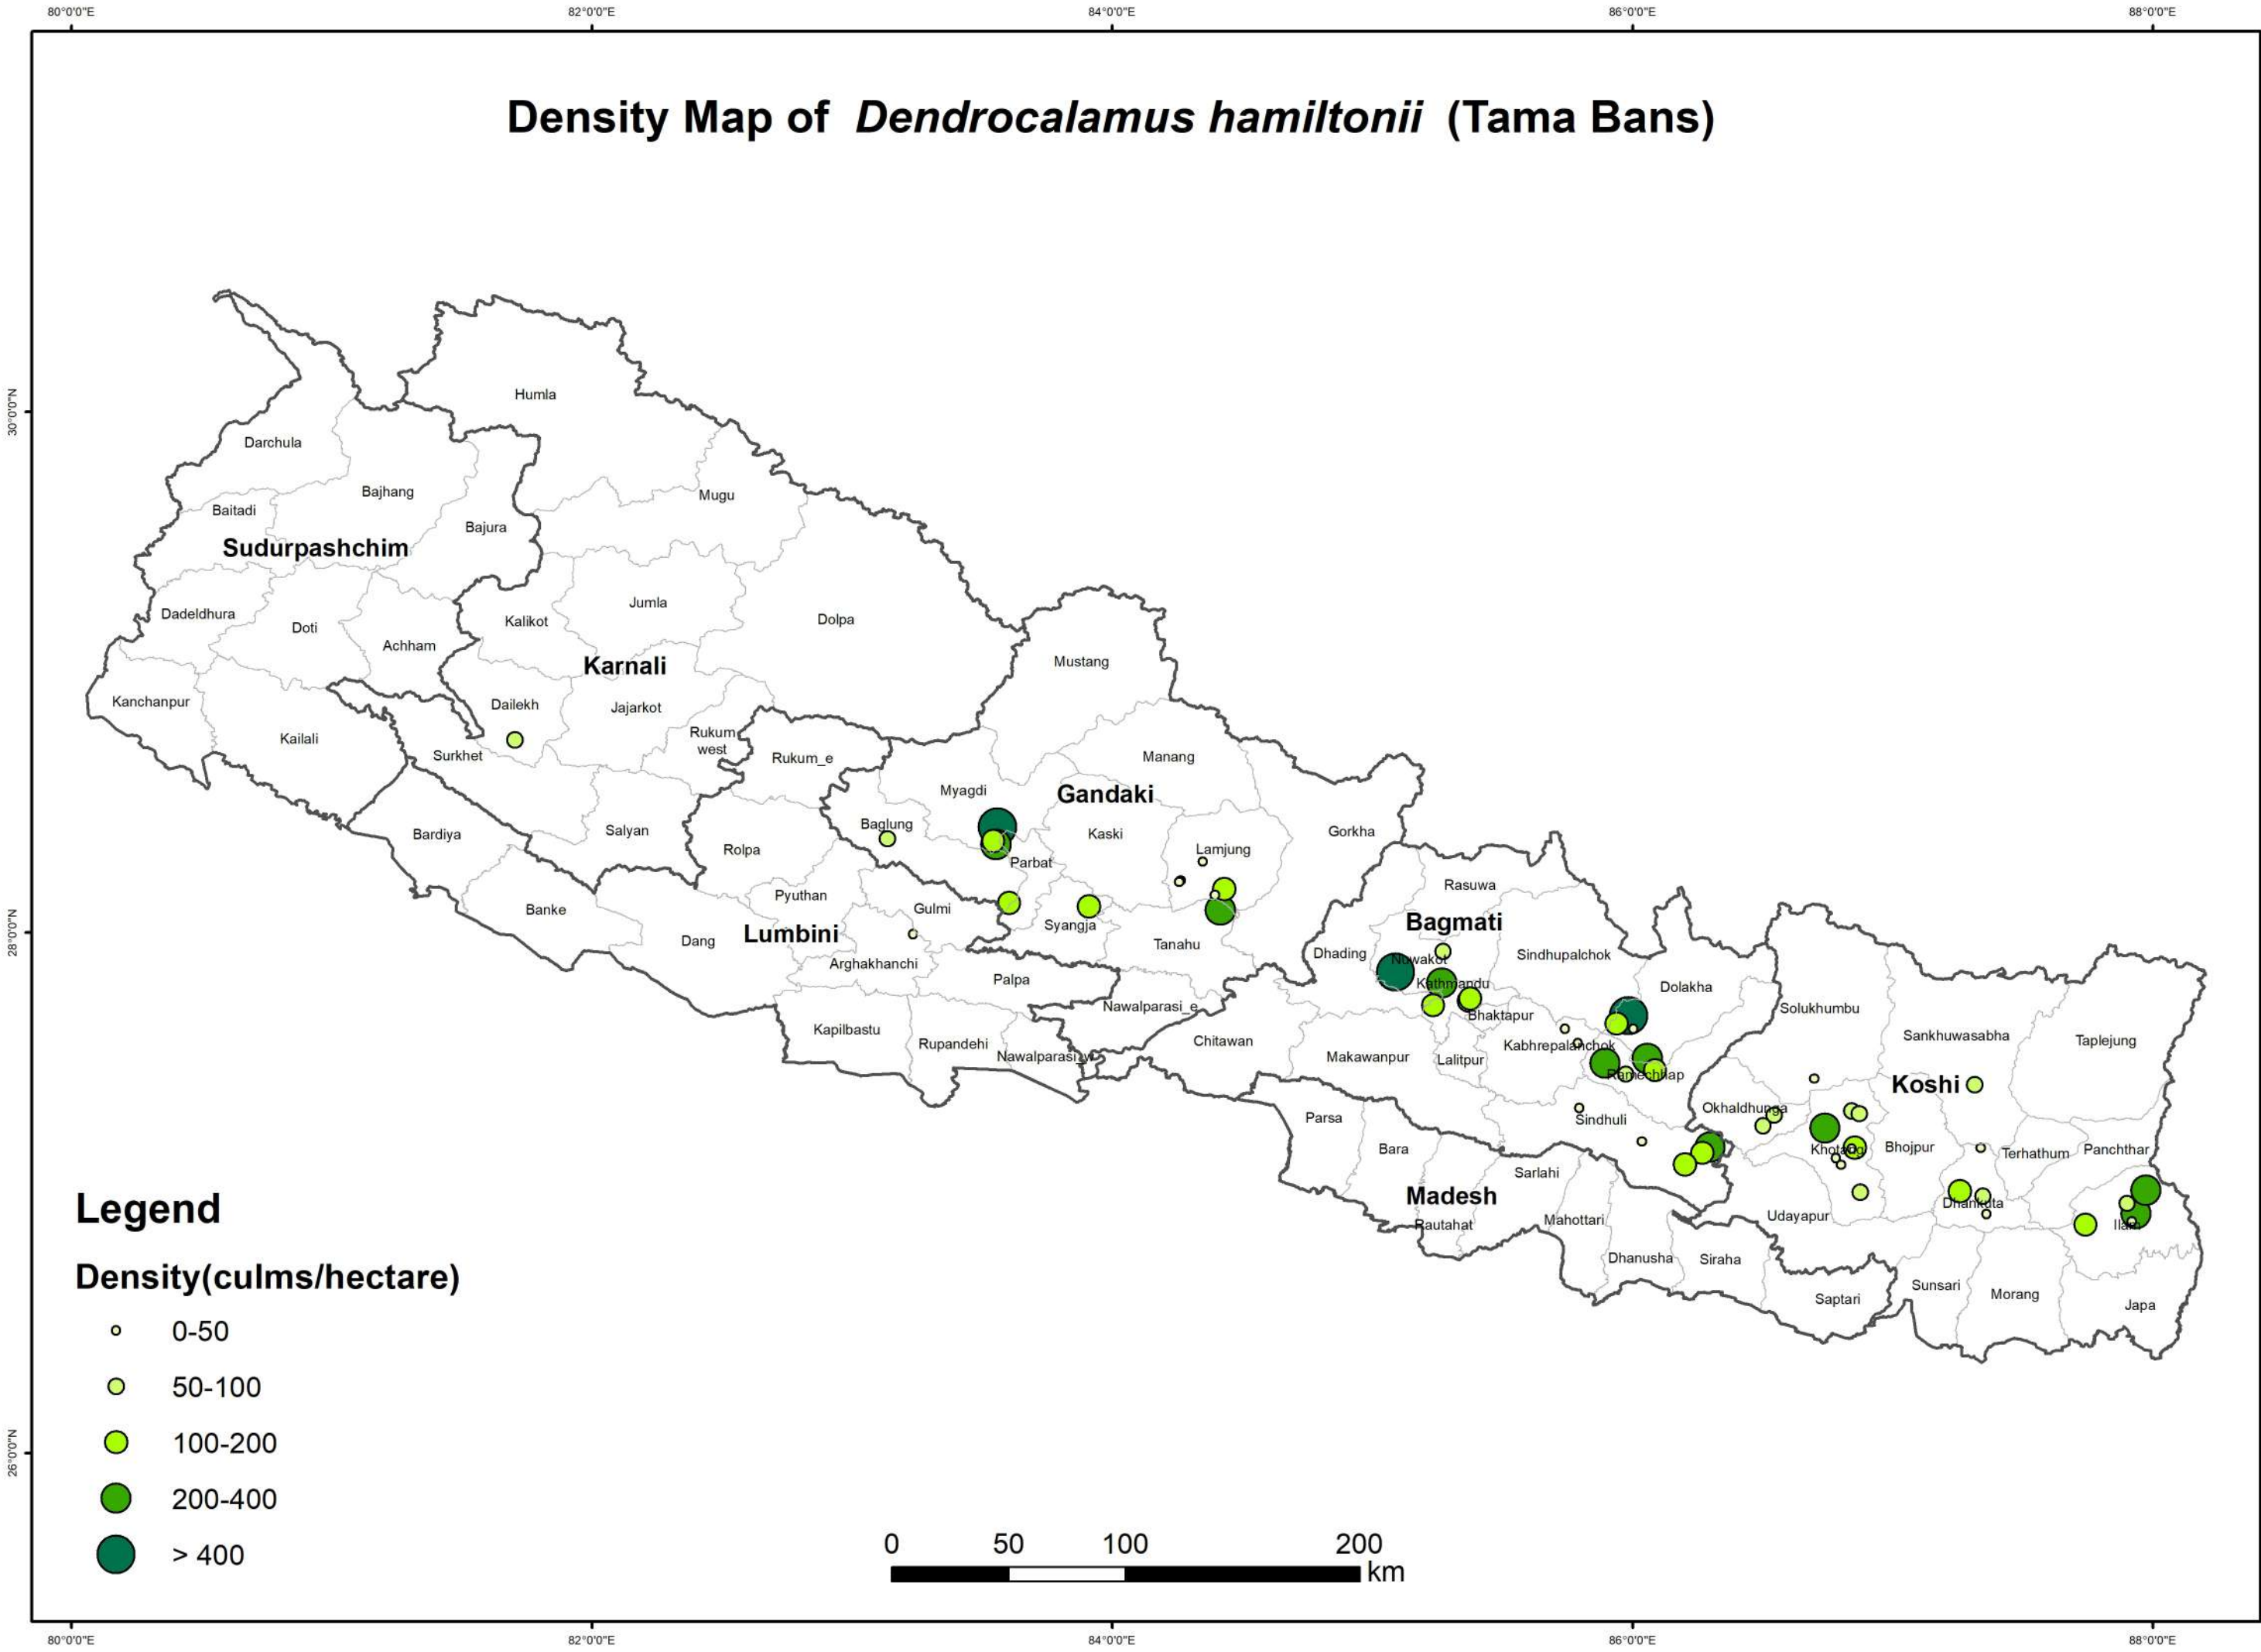 80°0'0"E 82°0'0"E 84°0'0"E 86°0'0"E 88°0'0"E
Density Map of Dendrocalamus hamiltonii (Tama Bans)
30°0'0"N
28°0'0"N
26°0'0"N
Humla
Darchula
Bajhang
Mugu
Baitadi
Bajura
Sudurpashchim
Jumla
Dadeldhura
Doti
Kalikot
Dolpa
Achham
Karnali
Mustang
Kanchanpur
Dailekh
Jajarkot
Kailali
Rukum
west
Surkhet
Rukum_e
Manang
Myagdi
Gandaki
Baglung
Bardiya
Salyan
Kaski
Gorkha
Rolpa
Lamjung
Parbat
Rasuwa
Pyuthan
Banke
Gulmi
Bagmati
Syangja
Lumbini
Dang
Tanahu
Dhading
Sindhupalchok
Nuwakot
Arghakhanchi
Palpa
Kathmandu
Dolakha
Nawalparasi_e
Solukhumbu
Bhaktapur
Kapilbastu
Sankhuwasabha
Rupandehi
Chitawan
Taplejung
Kabhrepalanchok
Nawalparasi_w
Makawanpur
Lalitpur
Ramechhap
Koshi
Okhaldhunga
Parsa
Sindhuli
Bara
Khotang
Bhojpur
Terhathum
Panchthar
Sarlahi
Madesh
Dhankuta
Udayapur
Mahottari
Rautahat
Ilam
Dhanusha
Siraha
Sunsari
Morang
Saptari
Japa
Legend
Density(culms/hectare)
0-50
50-100
100-200
200-400
> 400
0 50 100 200
km
80°0'0"E 82°0'0"E 84°0'0"E 86°0'0"E 88°0'0"E